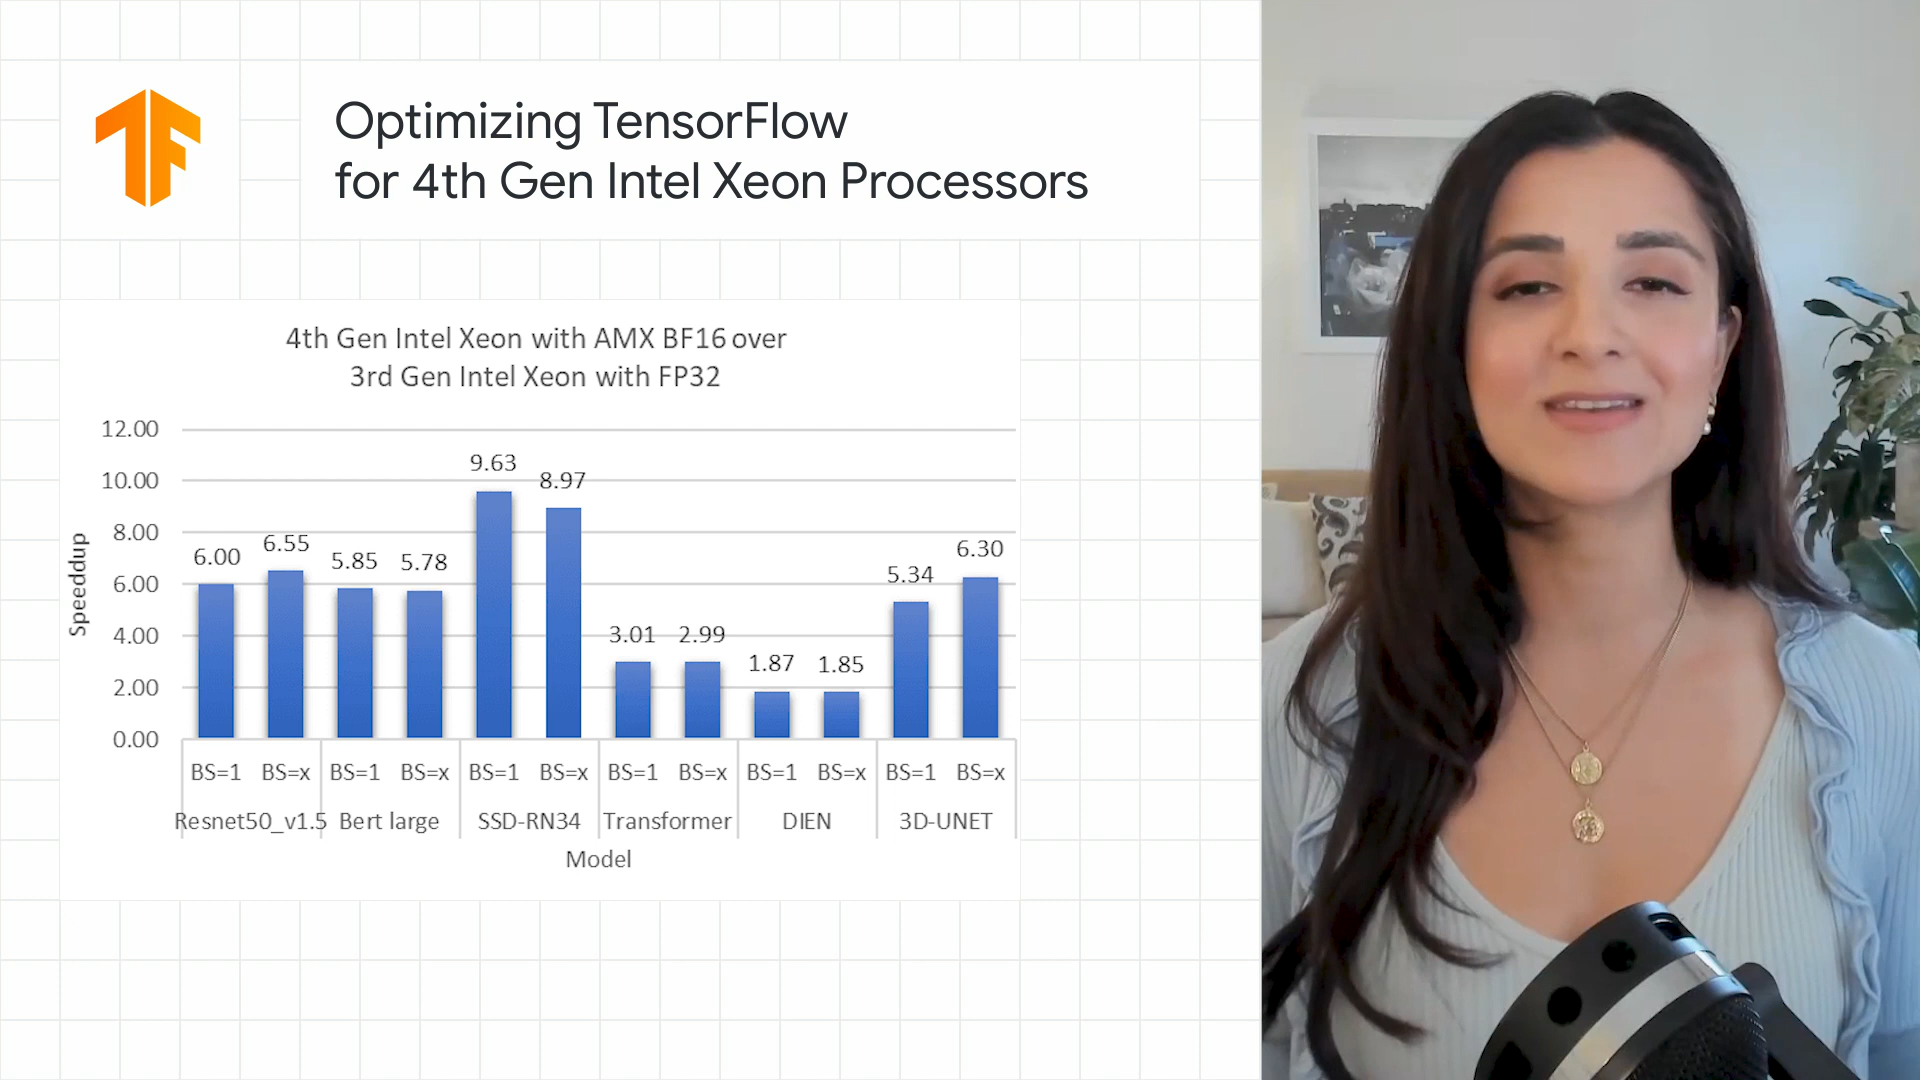 Optimizing TensorFlow
for 4th Gen Intel Xeon Processors
4th Gen Intel Xeon with AMX BF16 over
3rd Gen Intel Xeon with FP32
Speeddup
12.00
10.00
8.00
6.00
4.00
2.00
0.00
6.00 6.55 5.85 5.78 9.63 8.97 3.01 2.99 1.87 1.85 5.34 6.30
BS=1 BS=x BS=1 BS=x BS=1 BS=x BS=1 BS=x BS=1 BS=x BS=1 BS=x
Resnet50_v1.5 Bert large SSD-RN34 Transformer DIEN 3D-UNET
Model